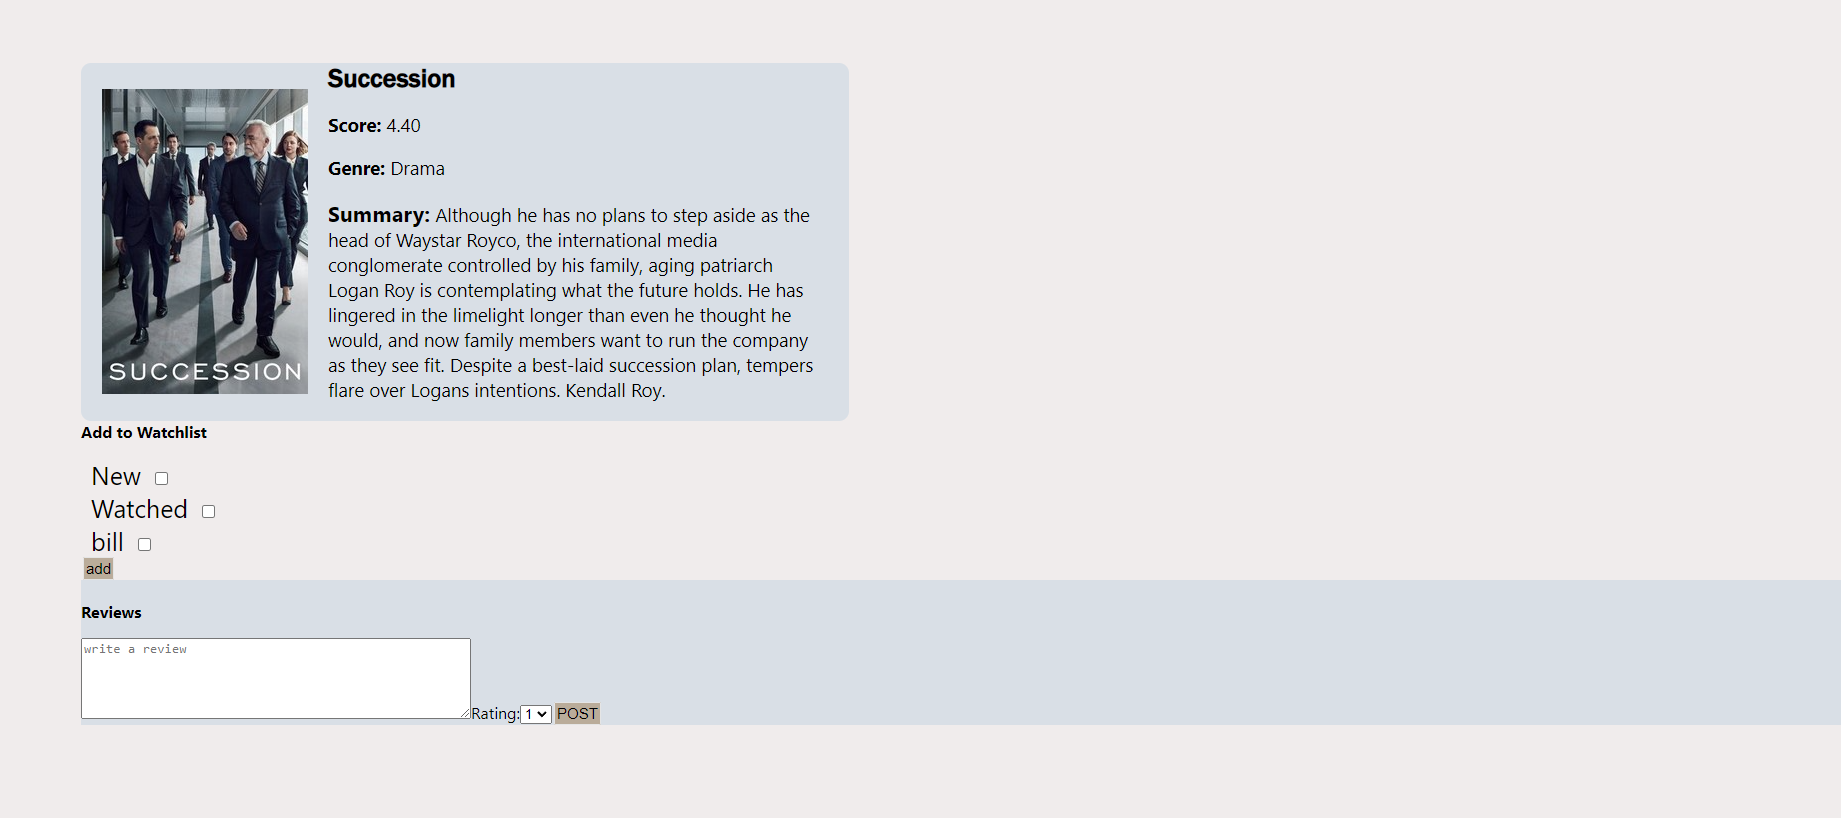 Succession
Score: 4.40
Genre: Drama
Summary: Although he has no plans to step aside as the
head of Waystar Royco, the international media
conglomerate controlled by his family, aging patriarch
Logan Roy is contemplating what the future holds. He has
lingered in the limelight longer than even he thought he
would, and now family members want to run the company
as they see fit. Despite a best-laid succession plan, tempers
flare over Logans intentions. Kendall Roy.
SUCCESSION
Add to Watchlist
New
Watched
bill
add
Reviews
write a review
Rating: 1 POST